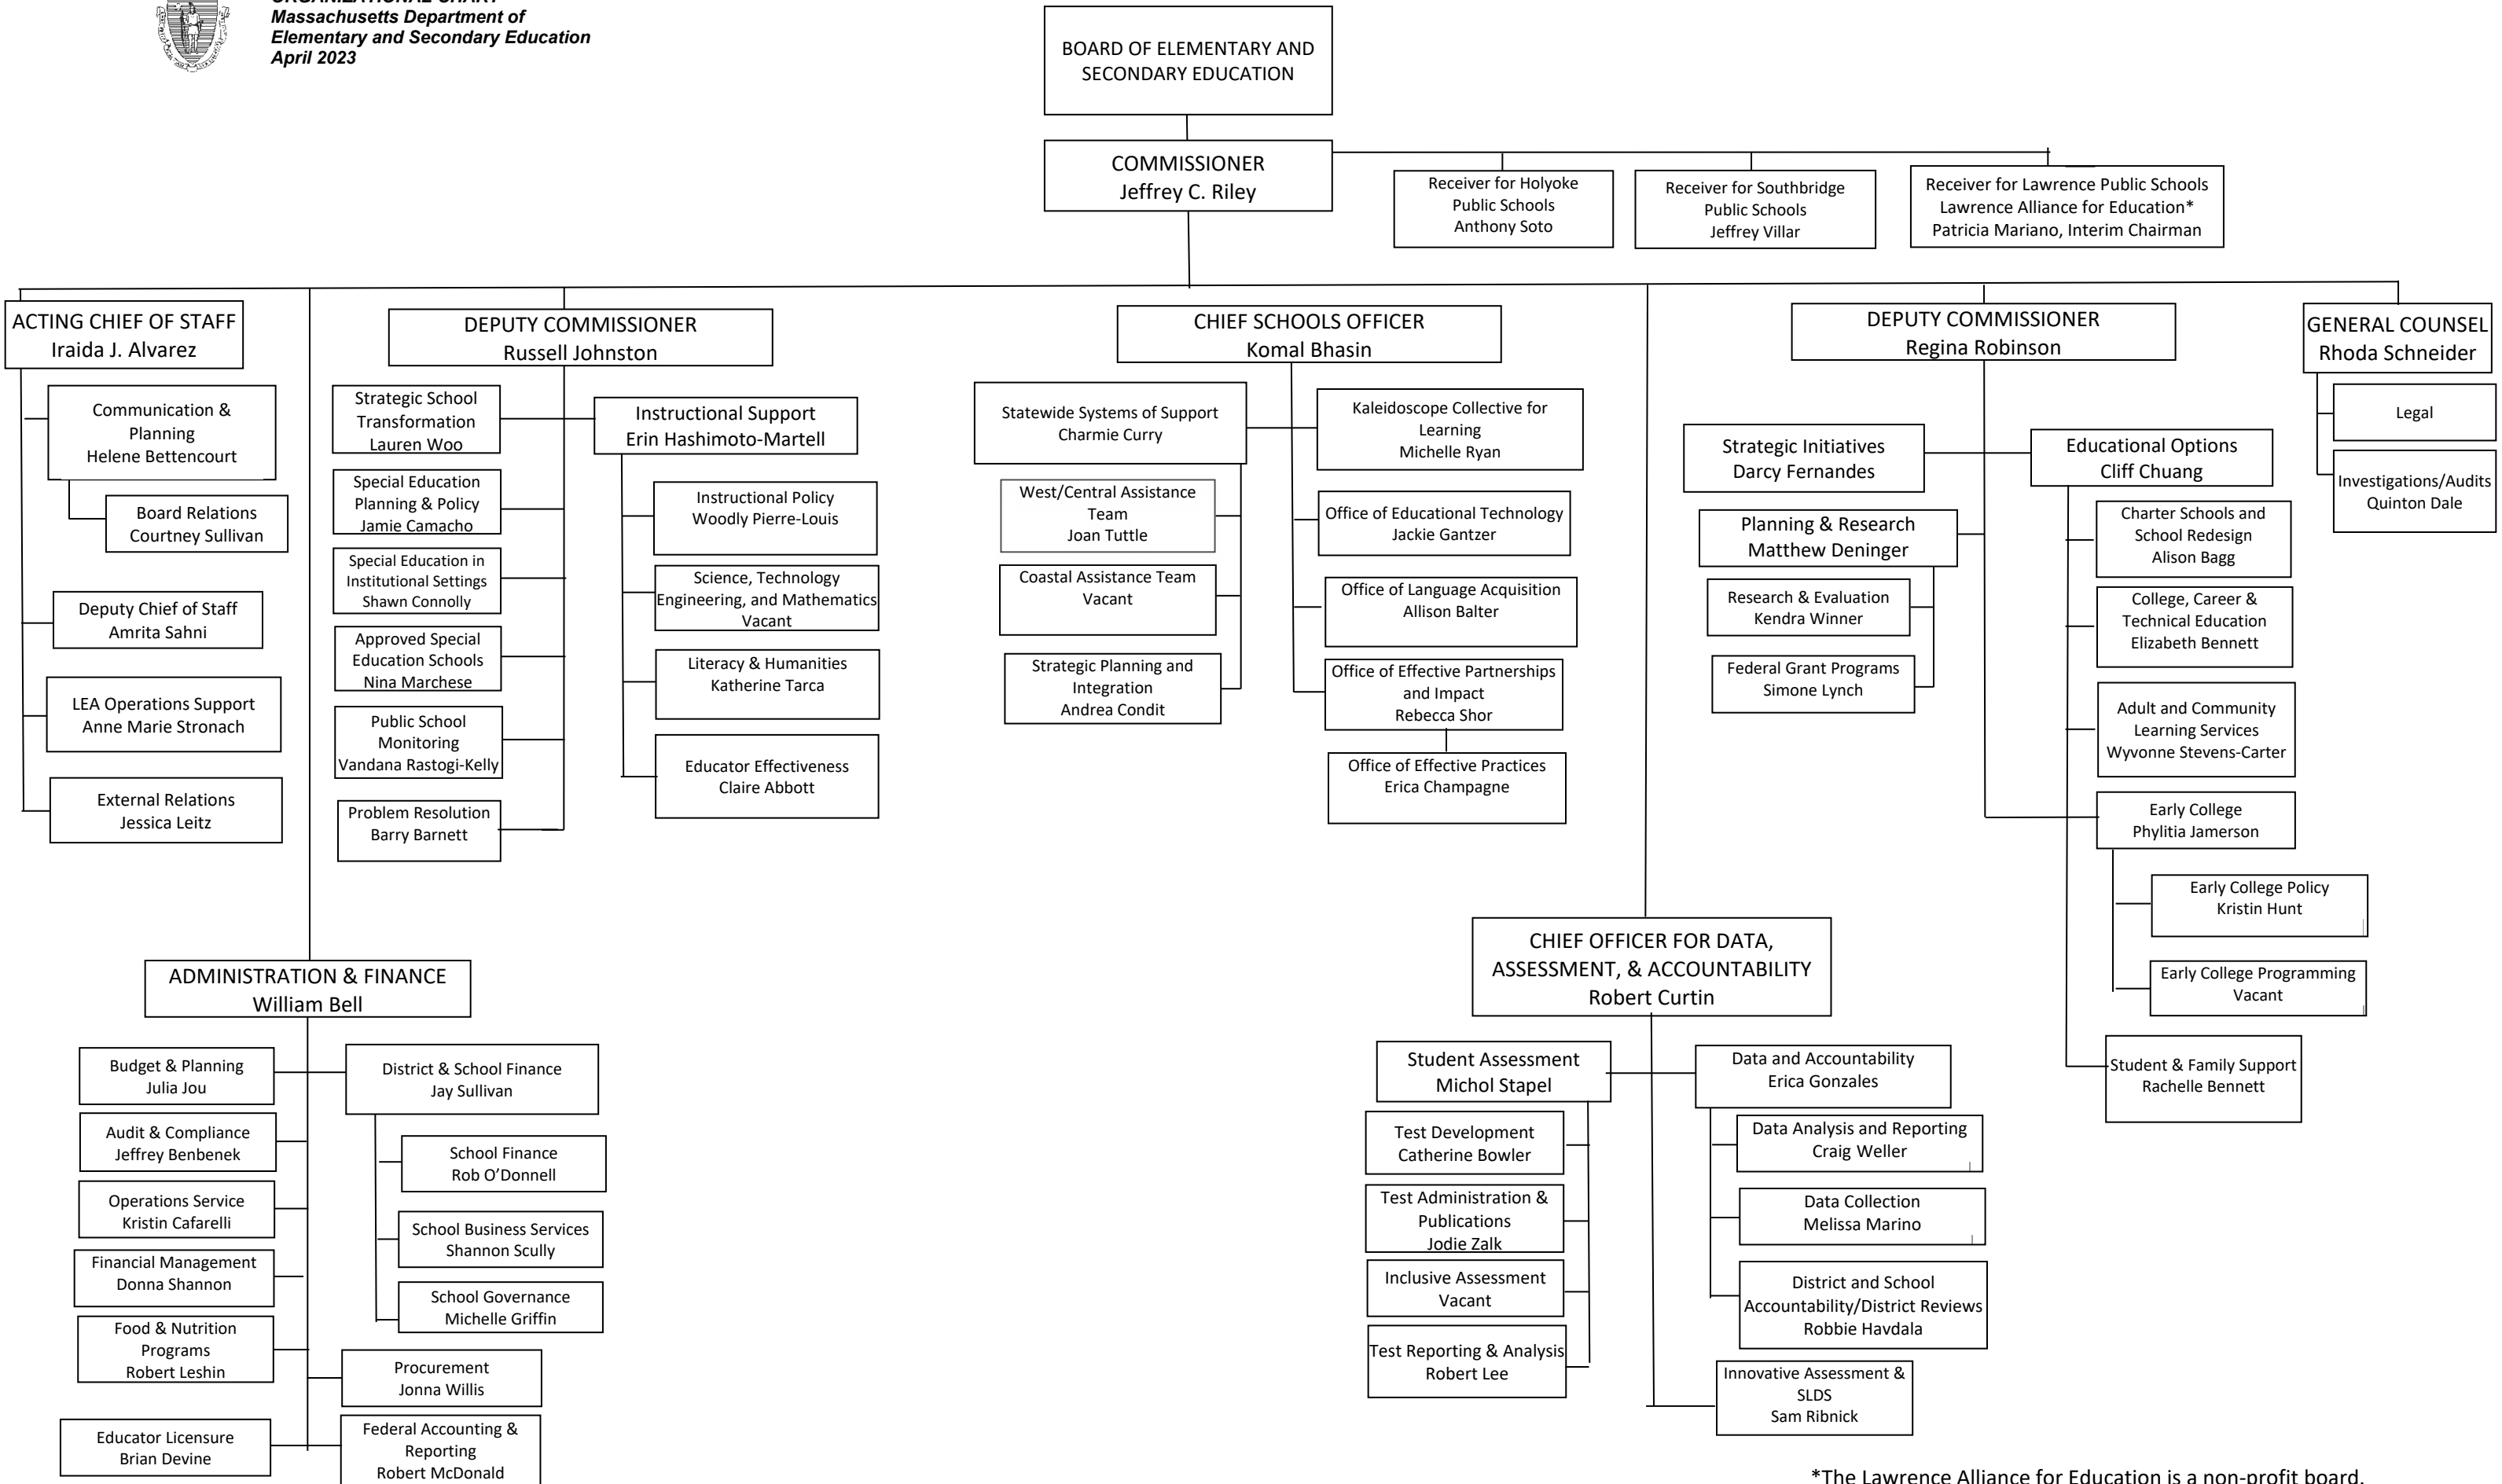 ORGANIZATIONAL CHART
Massachusetts Department of
Elementary and Secondary Education
April 2023
BOARD OF ELEMENTARY AND
SECONDARY EDUCATION
COMMISSIONER
Jeffrey C. Riley
Receiver for Holyoke
Public Schools
Anthony Soto
Receiver for Southbridge
Public Schools
Jeffrey Villar
Receiver for Lawrence Public Schools
Lawrence Alliance for Education*
Patricia Mariano, Interim Chairman
ACTING CHIEF OF STAFF
Iraida J. Alvarez
Communication &
Planning
Helene Bettencourt
Board Relations
Courtney Sullivan
Deputy Chief of Staff
Amrita Sahni
LEA Operations Support
Anne Marie Stronach
External Relations
Jessica Leitz
DEPUTY COMMISSIONER
Russell Johnston
Strategic School
Transformation
Lauren Woo
Special Education
Planning & Policy
Jamie Camacho
Special Education in
Institutional Settings
Shawn Connolly
Approved Special
Education Schools
Nina Marchese
Public School
Monitoring
Vandana Rastogi-Kelly
Problem Resolution
Barry Barnett
Instructional Support
Erin Hashimoto-Martell
Instructional Policy
Woodly Pierre-Louis
Science, Technology
Engineering, and Mathematics
Vacant
Literacy & Humanities
Katherine Tarca
Educator Effectiveness
Claire Abbott
CHIEF SCHOOLS OFFICER
Komal Bhasin
Statewide Systems of Support
Charmie Curry
West/Central Assistance
Team
Joan Tuttle
Coastal Assistance Team
Vacant
Strategic Planning and
Integration
Andrea Condit
Kaleidoscope Collective for
Learning
Michelle Ryan
Office of Educational Technology
Jackie Gantzer
Office of Language Acquisition
Allison Balter
Office of Effective Partnerships
and Impact
Rebecca Shor
Office of Effective Practices
Erica Champagne
DEPUTY COMMISSIONER
Regina Robinson
Strategic Initiatives
Darcy Fernandes
Planning & Research
Matthew Deninger
Research & Evaluation
Kendra Winner
Federal Grant Programs
Simone Lynch
Educational Options
Cliff Chuang
Charter Schools and
School Redesign
Alison Bagg
College, Career &
Technical Education
Elizabeth Bennett
Adult and Community
Learning Services
Wyvonne Stevens-Carter
Early College
Phylitia Jamerson
Early College Policy
Kristin Hunt
Early College Programming
Vacant
Student & Family Support
Rachelle Bennett
GENERAL COUNSEL
Rhoda Schneider
Legal
Investigations/Audits
Quinton Dale
ADMINISTRATION & FINANCE
William Bell
Budget & Planning
Julia Jou
Audit & Compliance
Jeffrey Benbenek
Operations Service
Kristin Cafarelli
Financial Management
Donna Shannon
Food & Nutrition
Programs
Robert Leshin
Educator Licensure
Brian Devine
District & School Finance
Jay Sullivan
School Finance
Rob O’Donnell
School Business Services
Shannon Scully
School Governance
Michelle Griffin
Procurement
Jonna Willis
Federal Accounting &
Reporting
Robert McDonald
CHIEF OFFICER FOR DATA,
ASSESSMENT, & ACCOUNTABILITY
Robert Curtin
Student Assessment
Michol Stapel
Test Development
Catherine Bowler
Test Administration &
Publications
Jodie Zalk
Inclusive Assessment
Vacant
Test Reporting & Analysis
Robert Lee
Data and Accountability
Erica Gonzales
Data Analysis and Reporting
Craig Weller
Data Collection
Melissa Marino
District and School
Accountability/District Reviews
Robbie Havdala
Innovative Assessment &
SLDS
Sam Ribnick
*The Lawrence Alliance for Education is a non-profit board.